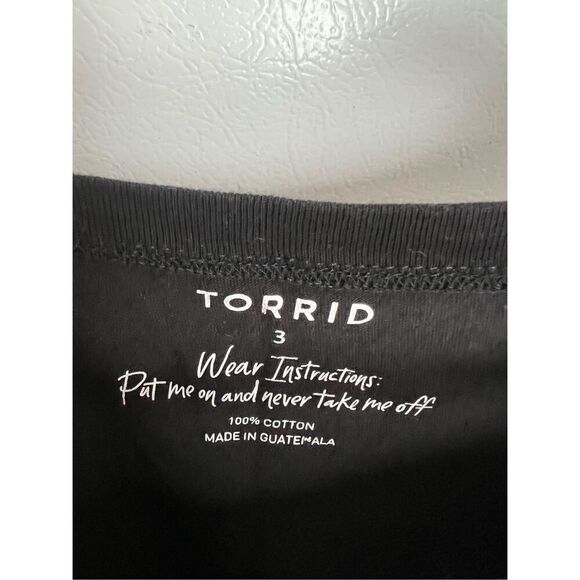 TORRID
3
Wear Instructions:
Put me on and never take me off
100% COTTON
MADE IN GUATEMALA